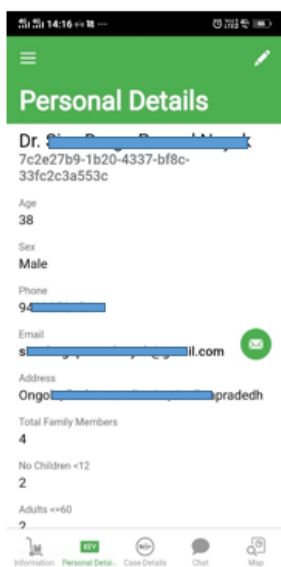 14:16
Personal Details
Dr.
7c2e27b9-1b20-4337-bf8c-
33fc2c3a553c
Age
38
Sex
Male
Phone
94
Email
s il.com
Address
Ongo apradedh
Total Family Members
4
No Children <12
2
Adults <=60
2
KEY
Information Personal Detai.. Case Details Chat Map